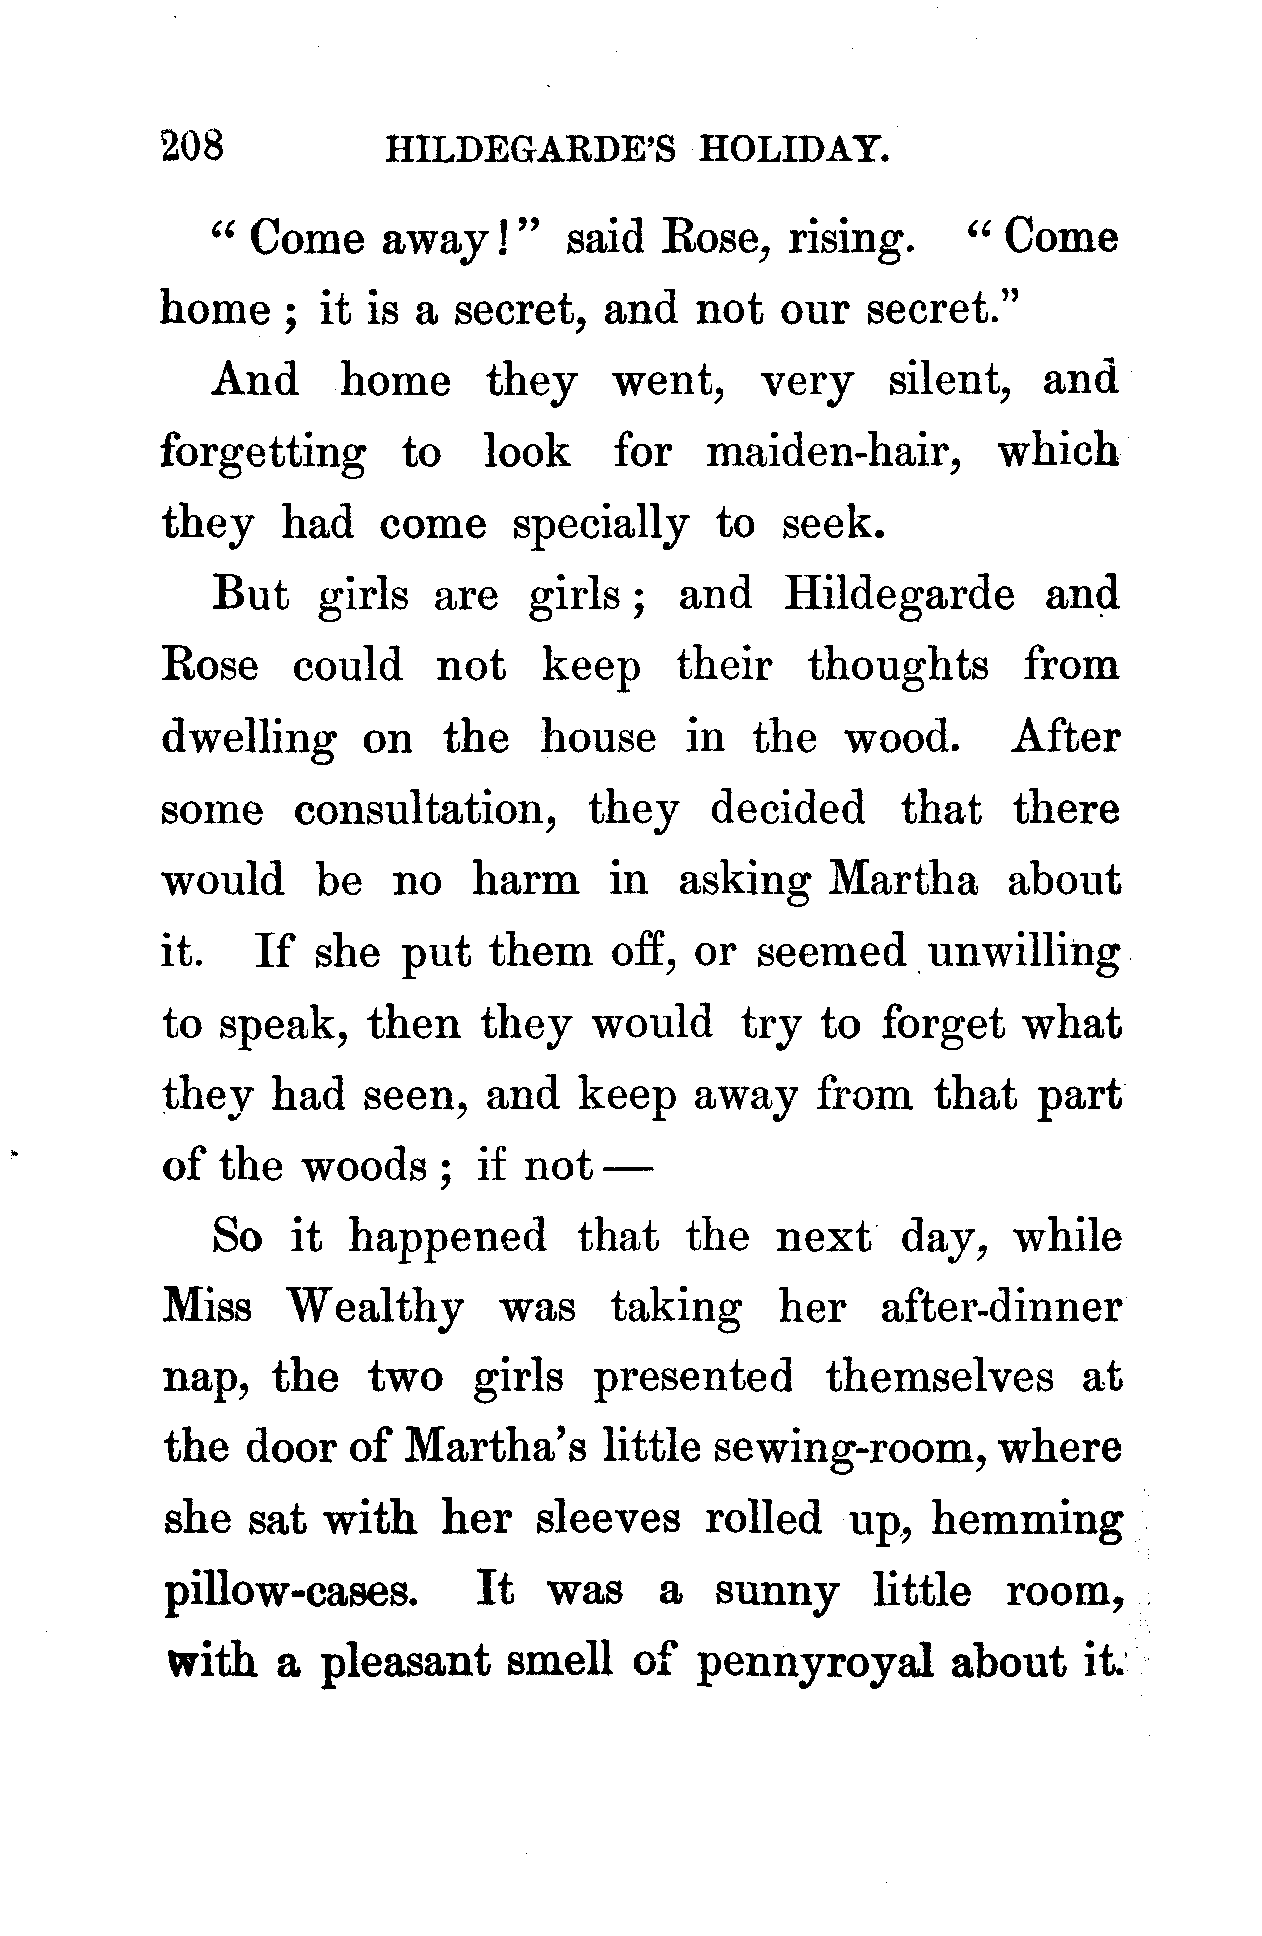 208 HILDEGARDE'S HOLIDAY.
“ Come away! ” said Rose, rising. “ Come
home ; it is a secret, and not our secret.”
And home they went, very silent, and
forgetting to look for maiden-hair, which
they had come specially to seek.
But girls are girls ; and Hildegarde and
Rose could not keep their thoughts from
dwelling on the house in the wood. After
some consultation, they decided that there
would be no harm in asking Martha about
it. If she put them off, or seemed unwilling
to speak, then they would try to forget what
they had seen, and keep away from that part
of the woods ; if not —
So it happened that the next day, while
Miss Wealthy was taking her after-dinner
nap, the two girls presented themselves at
the door of Martha's little sewing-room, where
she sat with her sleeves rolled up, hemming
pillow-cases. It was a sunny little room,
with a pleasant smell of pennyroyal about it.